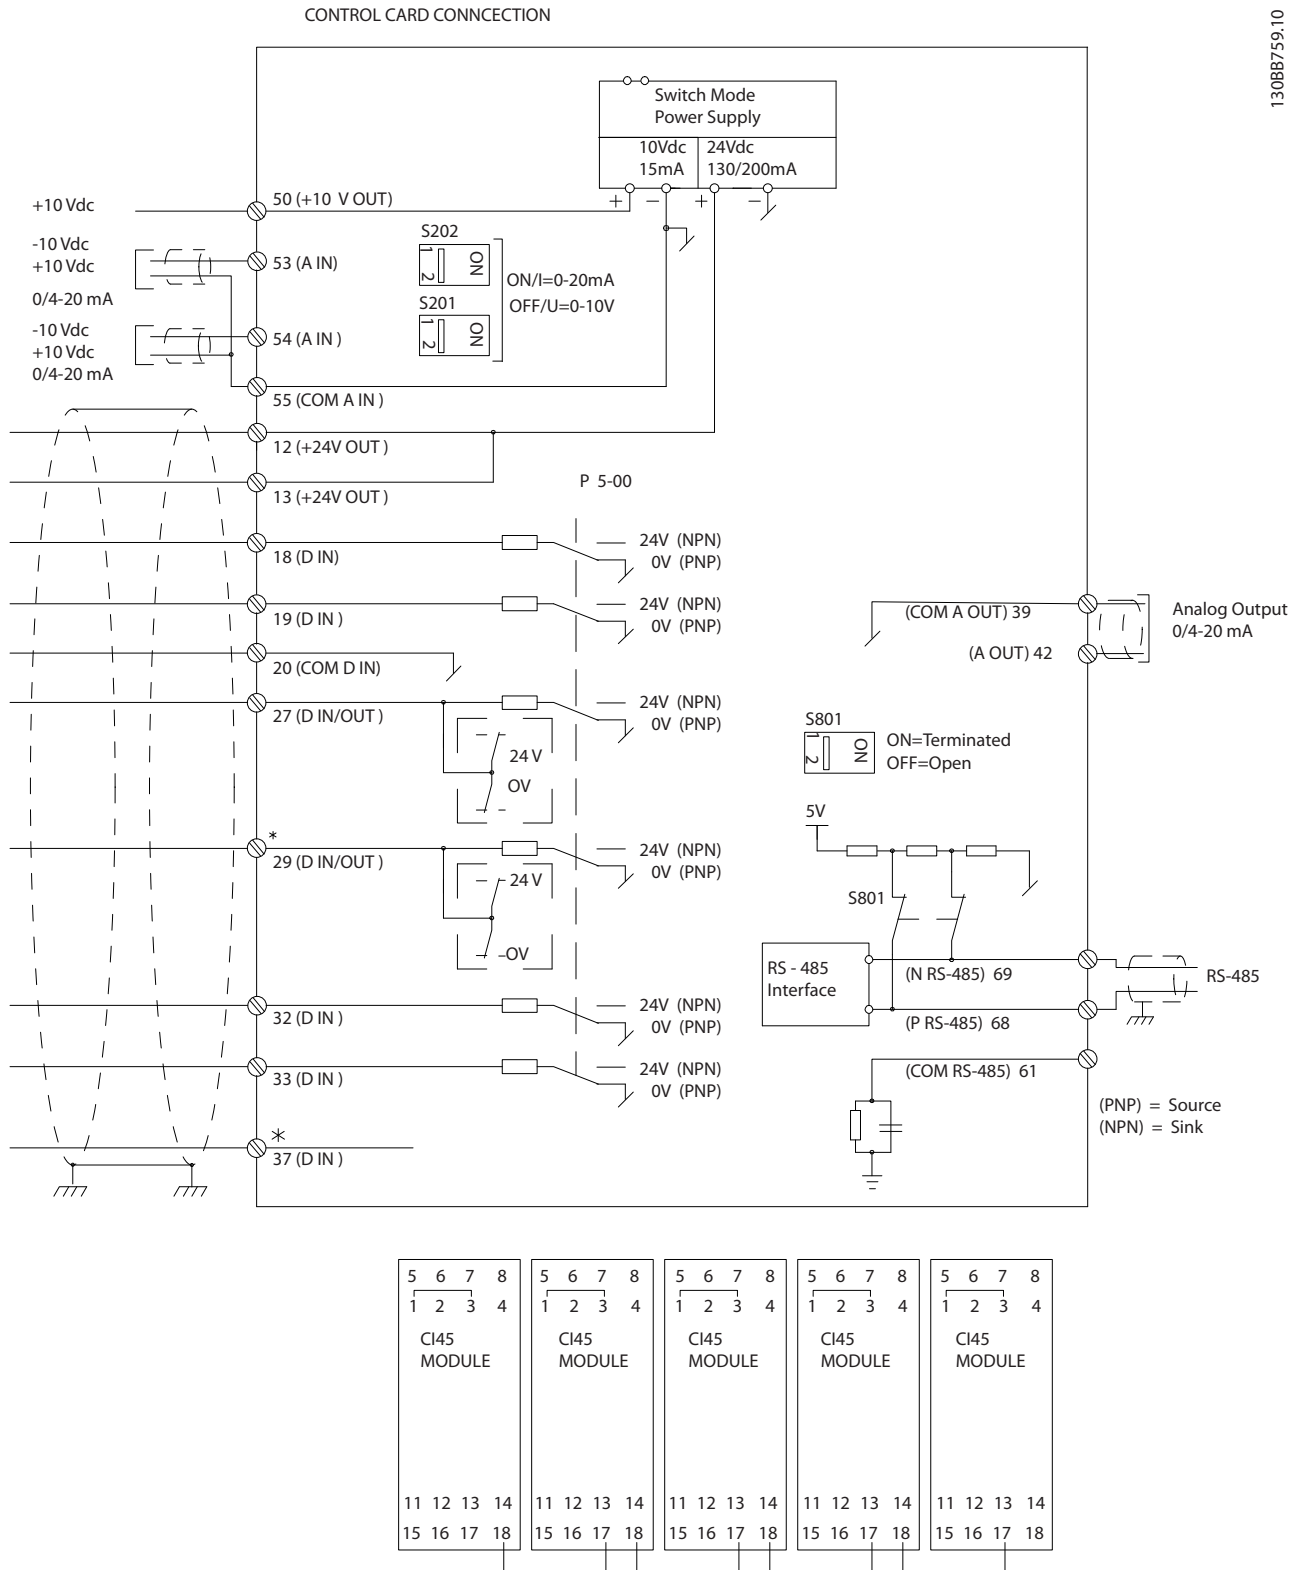 CONTROL CARD CONNCECTION
130BB759.10
Switch Mode
Power Supply
10Vdc
15mA
24Vdc
130/200mA
+ − + −
+10 Vdc
50 (+10 V OUT)
-10 Vdc
+10 Vdc
0/4-20 mA
53 (A IN)
S202
1
2
ON
ON/I=0-20mA
OFF/U=0-10V
S201
1
2
ON
-10 Vdc
+10 Vdc
0/4-20 mA
54 (A IN )
55 (COM A IN )
12 (+24V OUT )
13 (+24V OUT )
P 5-00
18 (D IN)
24V (NPN)
0V (PNP)
19 (D IN )
24V (NPN)
0V (PNP)
20 (COM D IN)
27 (D IN/OUT )
24V (NPN)
0V (PNP)
24 V
OV
*
29 (D IN/OUT )
24V (NPN)
0V (PNP)
24 V
OV
32 (D IN )
24V (NPN)
0V (PNP)
33 (D IN )
24V (NPN)
0V (PNP)
*
37 (D IN )
(COM A OUT) 39
(A OUT) 42
Analog Output
0/4-20 mA
S801
1
2
ON
ON=Terminated
OFF=Open
5V
S801
RS - 485
Interface
(N RS-485) 69
(P RS-485) 68
RS-485
(COM RS-485) 61
(PNP) = Source
(NPN) = Sink
5 6 7 8
1 2 3 4
CI45
MODULE
11 12 13 14
15 16 17 18
5 6 7 8
1 2 3 4
CI45
MODULE
11 12 13 14
15 16 17 18
5 6 7 8
1 2 3 4
CI45
MODULE
11 12 13 14
15 16 17 18
5 6 7 8
1 2 3 4
CI45
MODULE
11 12 13 14
15 16 17 18
5 6 7 8
1 2 3 4
CI45
MODULE
11 12 13 14
15 16 17 18